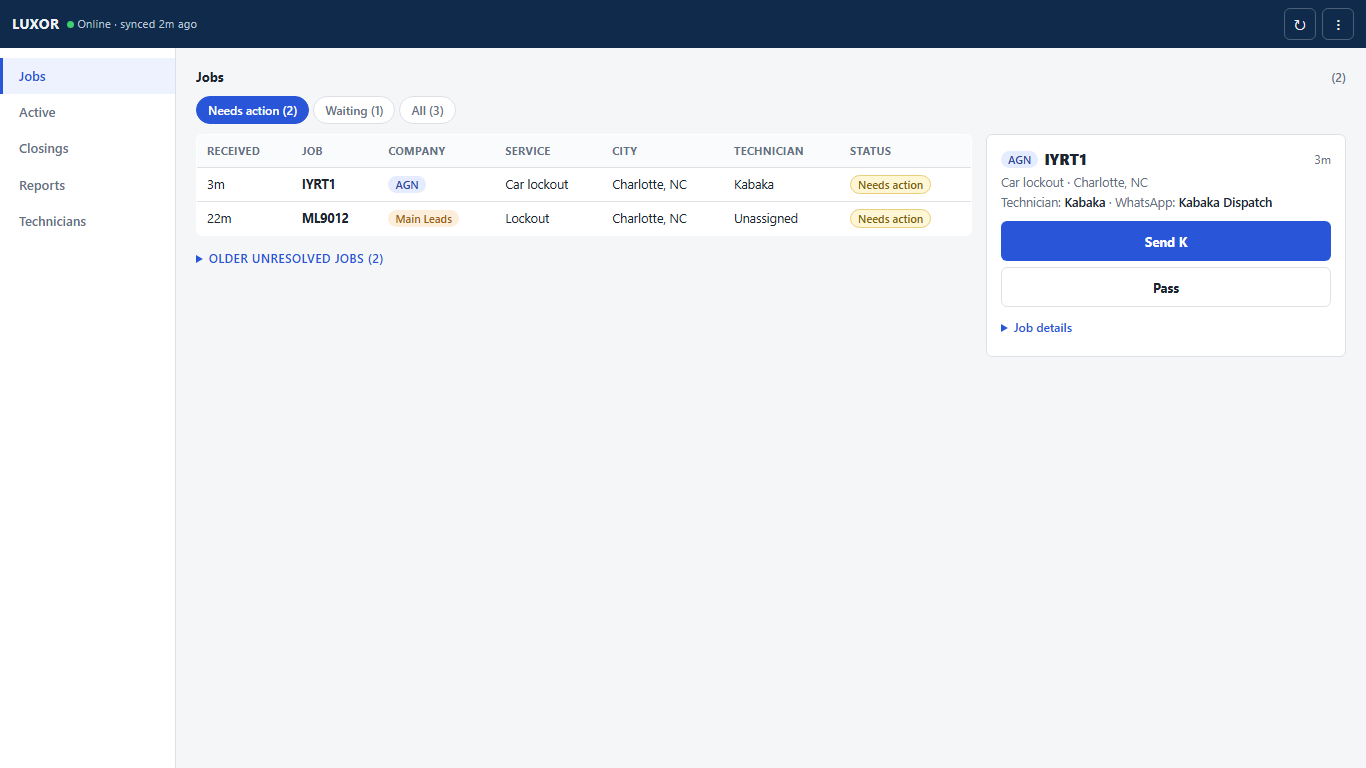 LUXOR Online · synced 2m ago
Jobs
Active
Closings
Reports
Technicians
Jobs (2)
Needs action (2) Waiting (1) All (3)
RECEIVED JOB COMPANY SERVICE CITY TECHNICIAN STATUS
3m IYRT1 AGN Car lockout Charlotte, NC Kabaka Needs action
22m ML9012 Main Leads Lockout Charlotte, NC Unassigned Needs action
OLDER UNRESOLVED JOBS (2)
AGN IYRT1 3m
Car lockout · Charlotte, NC
Technician: Kabaka · WhatsApp: Kabaka Dispatch
Send K
Pass
Job details